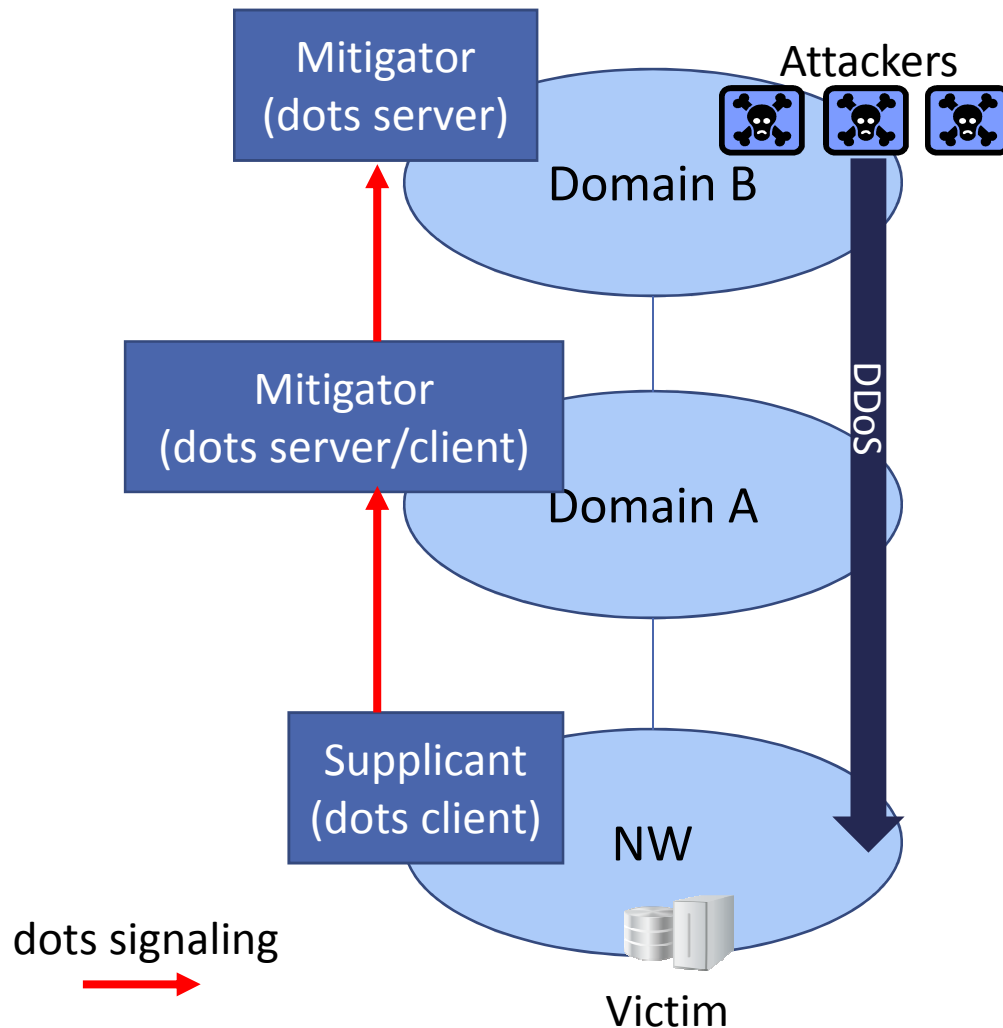 Mitigator
(dots server)
Attackers
Domain B
Mitigator
(dots server/client)
DDoS
Domain A
Supplicant
(dots client)
NW
dots signaling
Victim